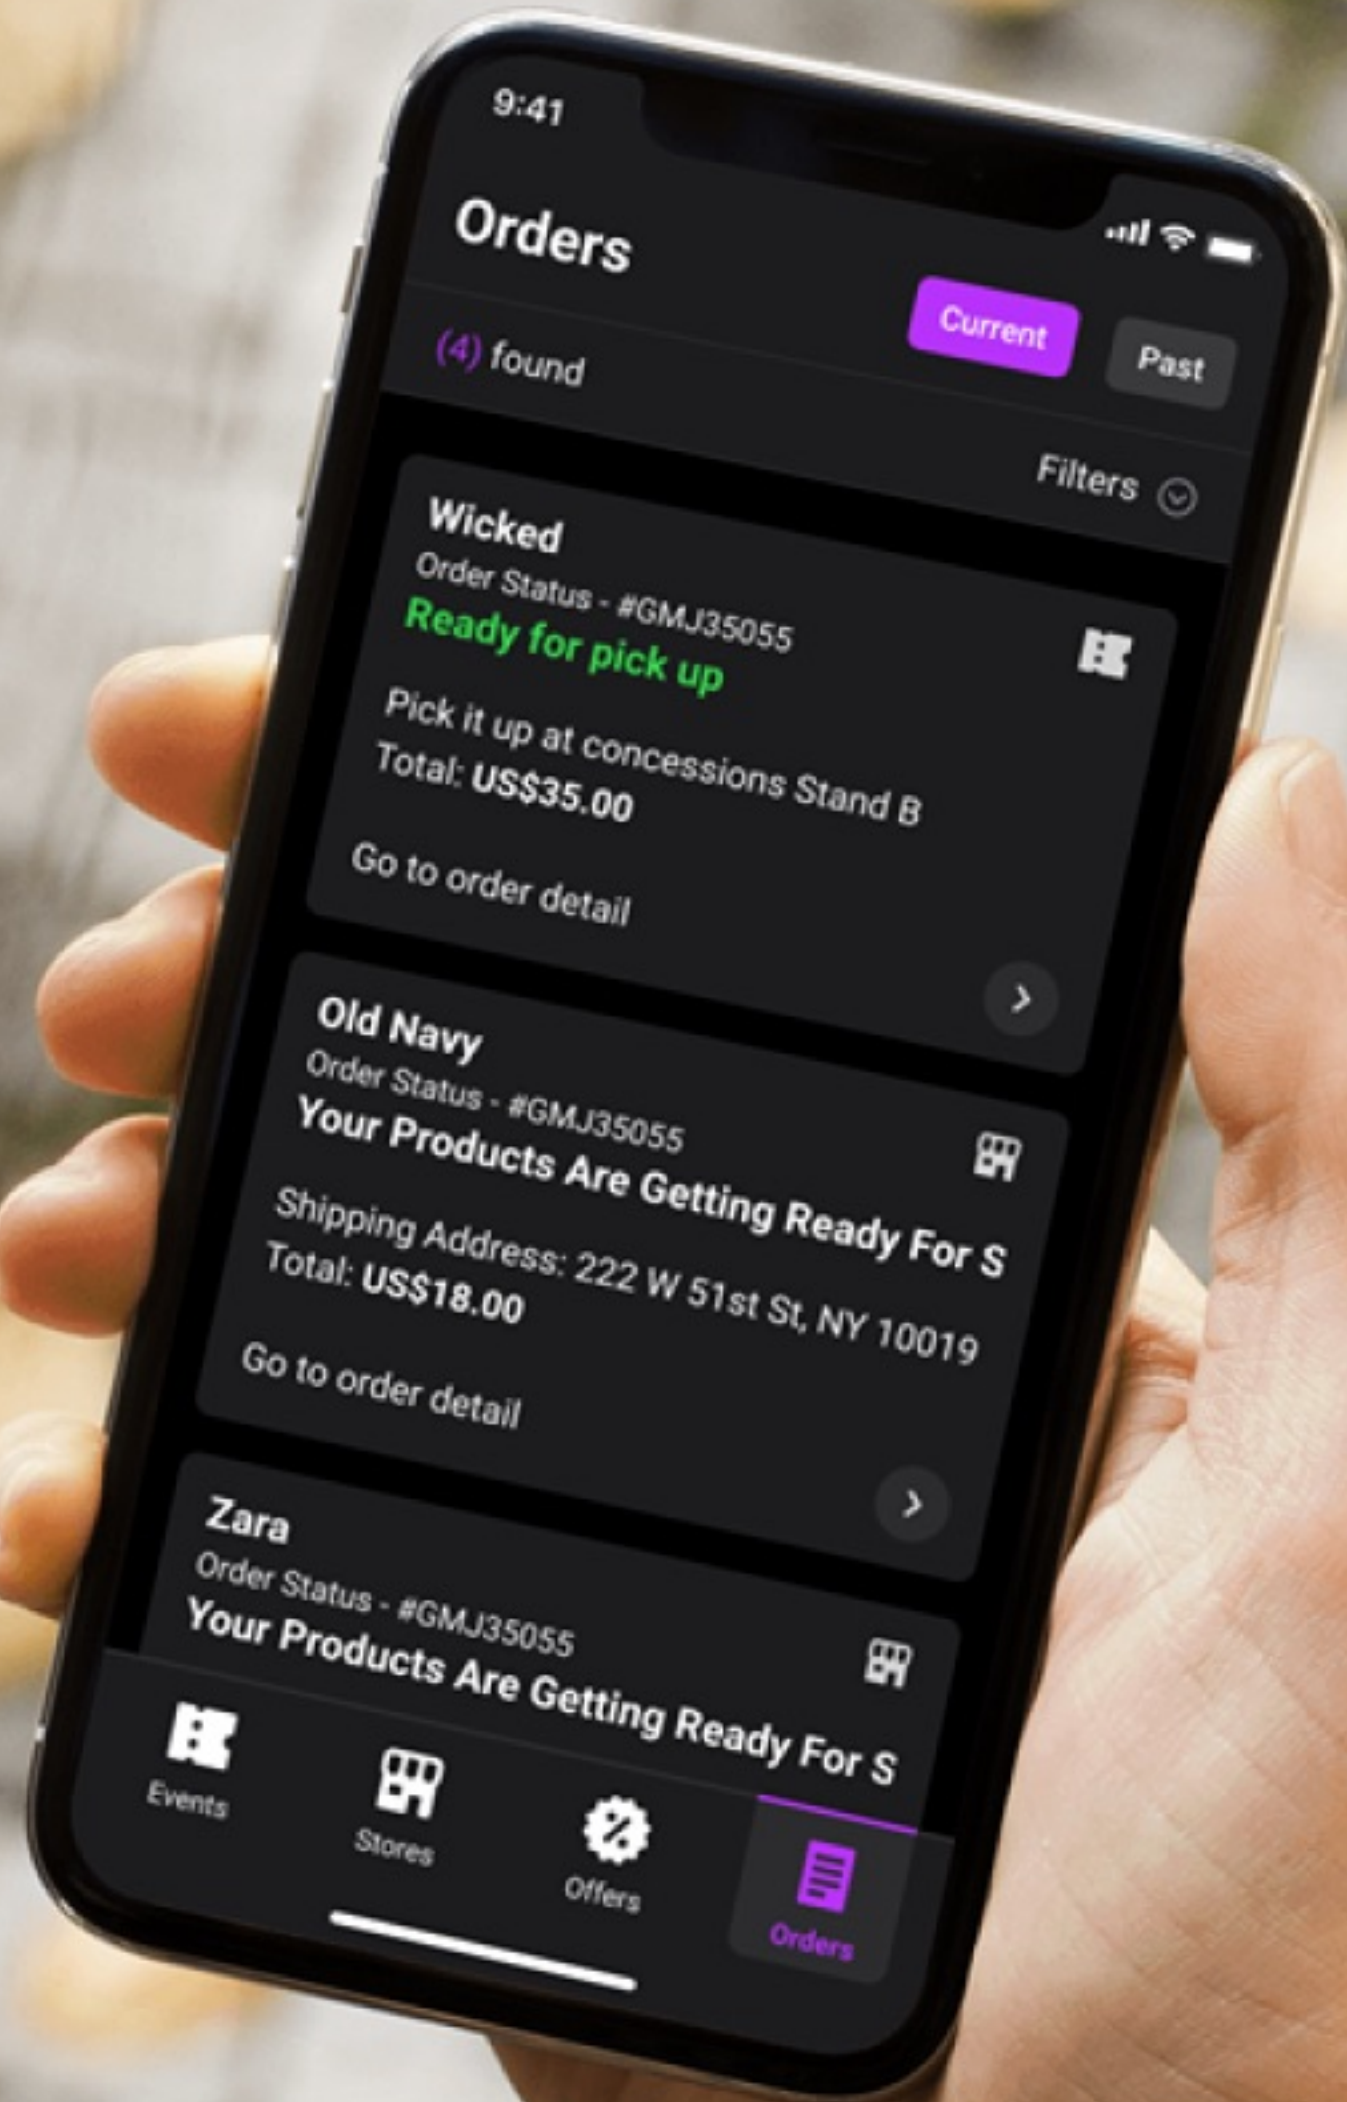 9:41
Orders
Current
Past
(4) found
Filters
Wicked
Order Status - #GMJ35055
Ready for pick up
Pick it up at concessions Stand B
Total: US$35.00
Go to order detail
Old Navy
Order Status - #GMJ35055
Your Products Are Getting Ready For S
Shipping Address: 222 W 51st St, NY 10019
Total: US$18.00
Go to order detail
Zara
Order Status - #GMJ35055
Your Products Are Getting Ready For S
Events
Stores
Offers
Orders